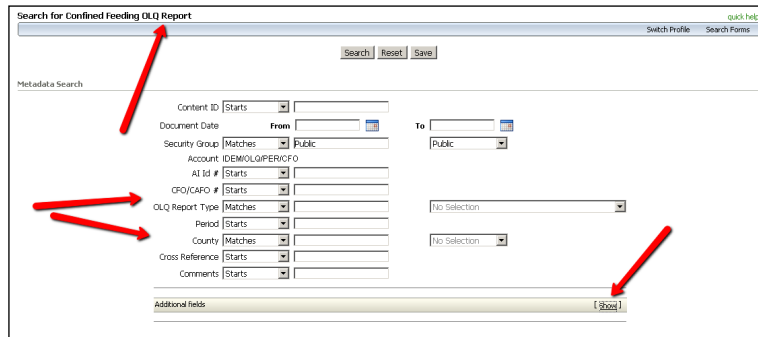 Search for Confined Feeding OLQ Report
quick help
Switch Profile Search Forms
Search Reset Save
Metadata Search
Content ID Starts
Document Date From To
Security Group Matches Public Public
Account IDEM/OLQ/PER/CFO
AI Id # Starts
CFO/CAFO # Starts
OLQ Report Type Matches No Selection
Period Starts
County Matches No Selection
Cross Reference Starts
Comments Starts
Additional fields [ Show ]